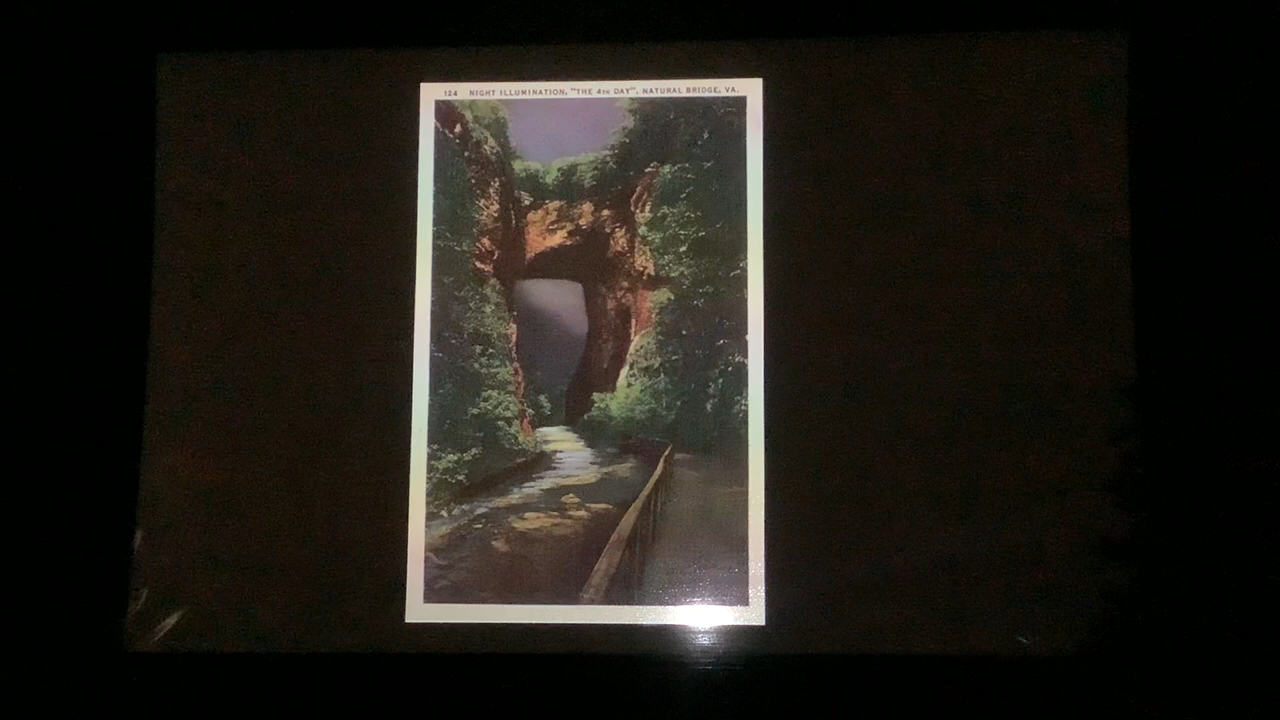 124 NIGHT ILLUMINATION, "THE 4TH DAY", NATURAL BRIDGE, VA.